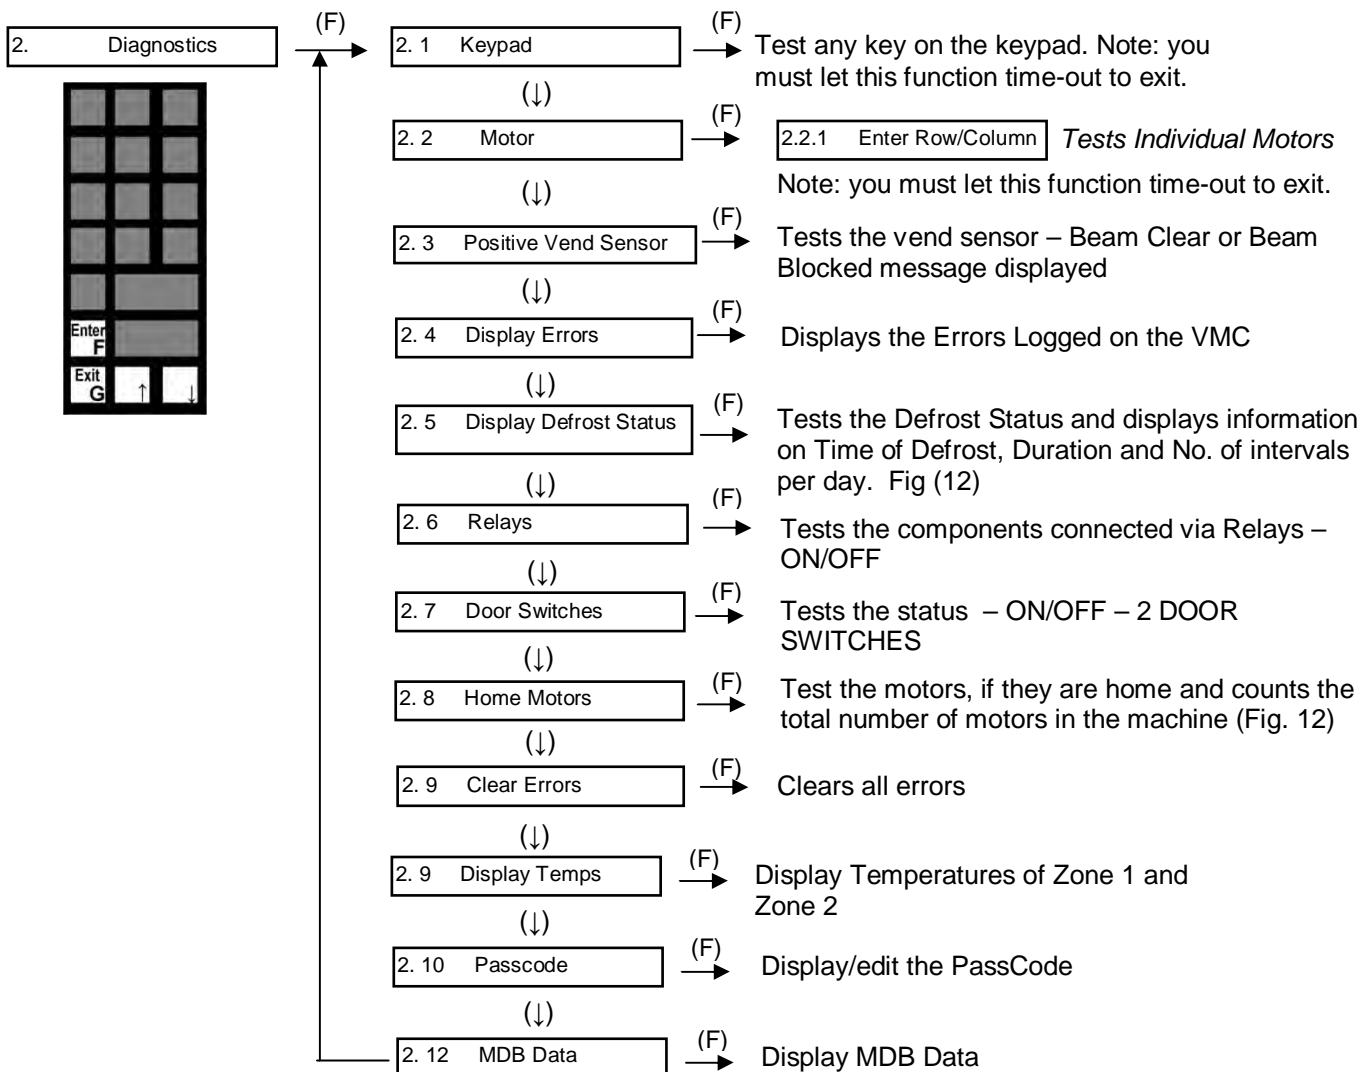 2. Diagnostics
(F)
2. 1 Keypad
(F)
Test any key on the keypad. Note: you
must let this function time-out to exit.
(↓)
2. 2 Motor
(F)
2.2.1 Enter Row/Column
Tests Individual Motors
Note: you must let this function time-out to exit.
(↓)
2. 3 Positive Vend Sensor
(F)
Tests the vend sensor – Beam Clear or Beam
Blocked message displayed
(↓)
2. 4 Display Errors
(F)
Displays the Errors Logged on the VMC
(↓)
2. 5 Display Defrost Status
(F)
Tests the Defrost Status and displays information
on Time of Defrost, Duration and No. of intervals
per day. Fig (12)
(↓)
2. 6 Relays
(F)
Tests the components connected via Relays –
ON/OFF
(↓)
2. 7 Door Switches
(F)
Tests the status – ON/OFF – 2 DOOR
SWITCHES
(↓)
2. 8 Home Motors
(F)
Test the motors, if they are home and counts the
total number of motors in the machine (Fig. 12)
(↓)
2. 9 Clear Errors
(F)
Clears all errors
(↓)
2. 9 Display Temps
(F)
Display Temperatures of Zone 1 and
Zone 2
(↓)
2. 10 Passcode
(F)
Display/edit the PassCode
(↓)
2. 12 MDB Data
(F)
Display MDB Data
Enter
F
Exit
G ↑ ↓